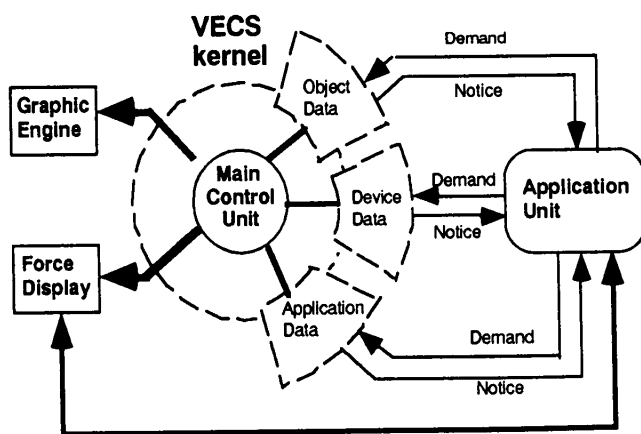 VECS
kernel
Graphic
Engine
Force
Display
Main
Control
Unit
Object
Data
Device
Data
Application
Data
Demand
Notice
Demand
Notice
Demand
Notice
Application
Unit